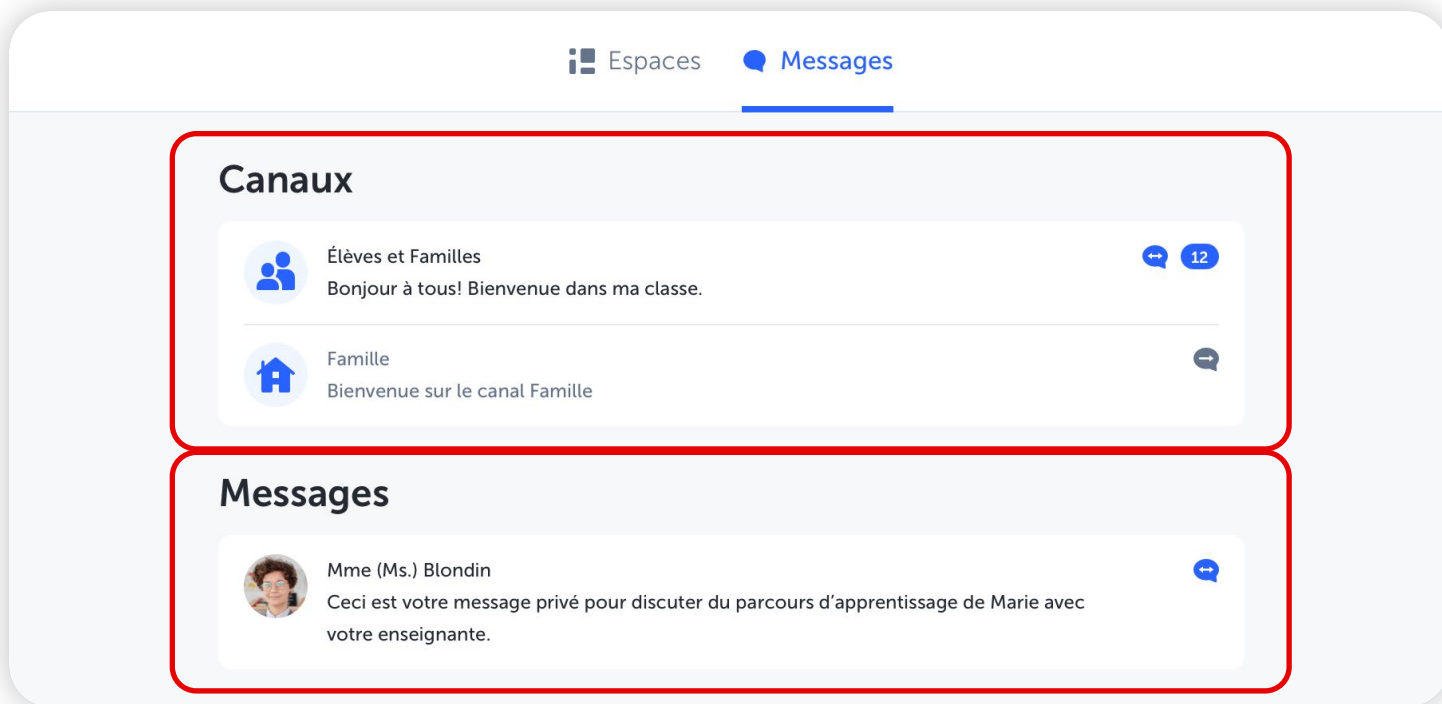 Espaces Messages
Canaux
Élèves et Familles
12
Bonjour à tous! Bienvenue dans ma classe.
Famille
Bienvenue sur le canal Famille
Messages
Mme (Ms.) Blondin
Ceci est votre message privé pour discuter du parcours d’apprentissage de Marie avec
votre enseignante.